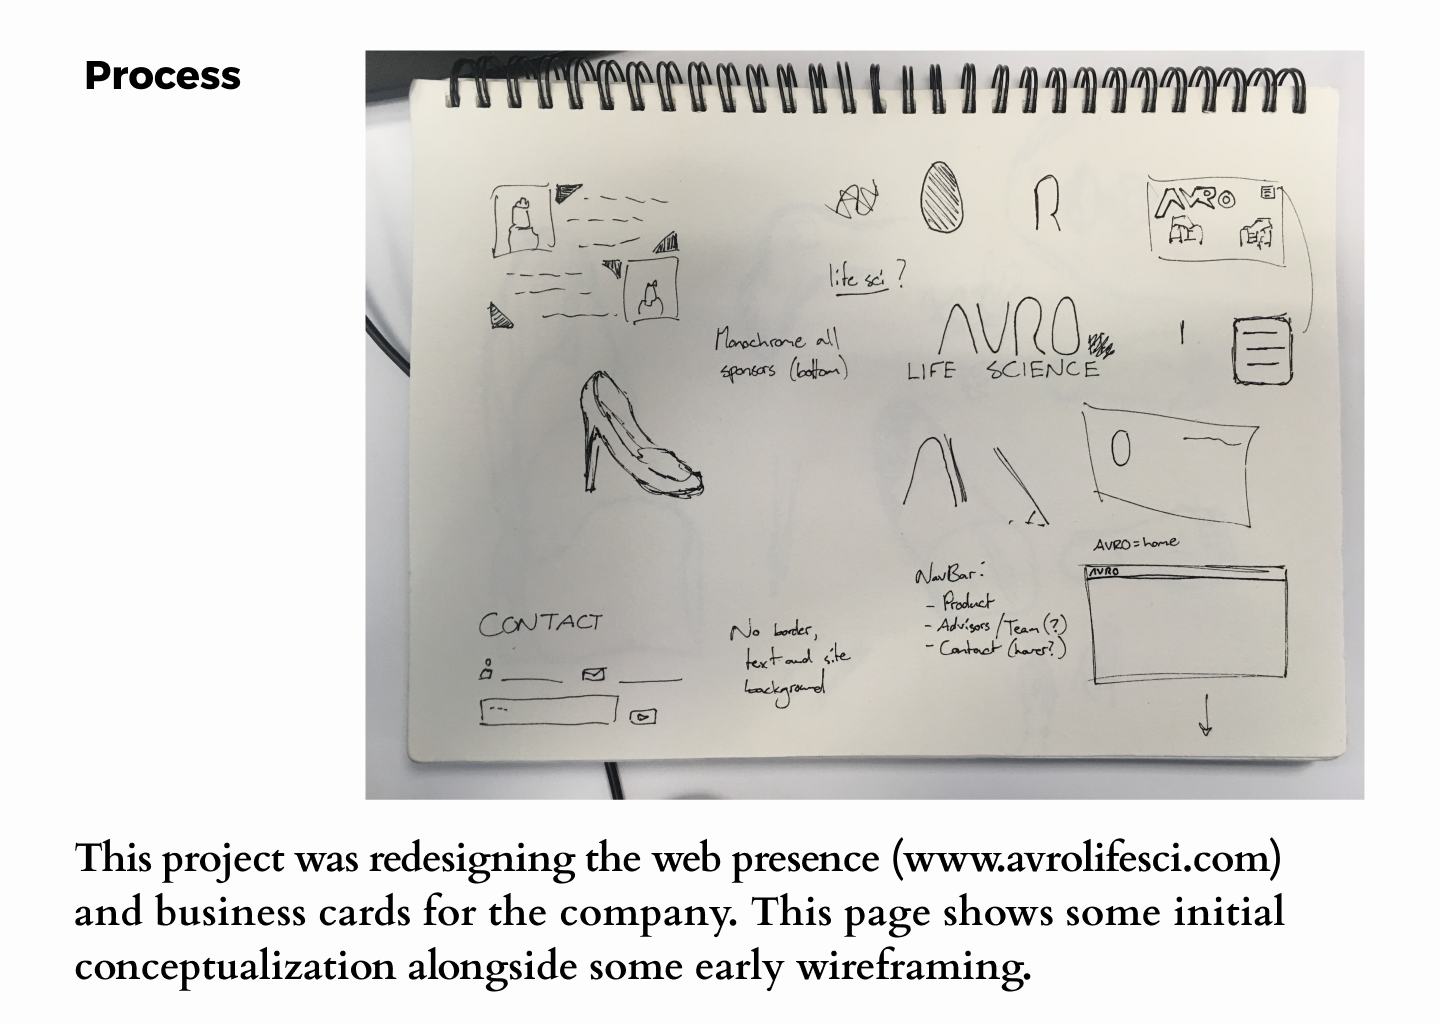 Process
life sci?
Monochrome all
sponsors (bottom)
AVRO
LIFE SCIENCE
R
AVRO
AVRO = home
AVRO
NavBar:
- Product
- Advisors/Team (?)
- Contact (hover?)
CONTACT
No border,
text and site
background
This project was redesigning the web presence (www.avrolifesci.com)
and business cards for the company. This page shows some initial
conceptualization alongside some early wireframing.